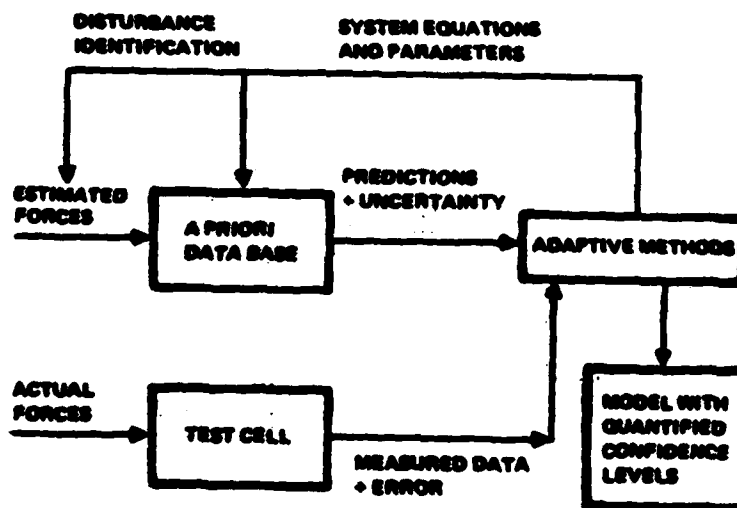 DISTURBANCE
IDENTIFICATION
SYSTEM EQUATIONS
AND PARAMETERS
ESTIMATED
FORCES
A PRIORI
DATA BASE
PREDICTIONS
+ UNCERTAINTY
ADAPTIVE METHODS
ACTUAL
FORCES
TEST CELL
MEASURED DATA
+ ERROR
MODEL WITH
QUANTIFIED
CONFIDENCE
LEVELS